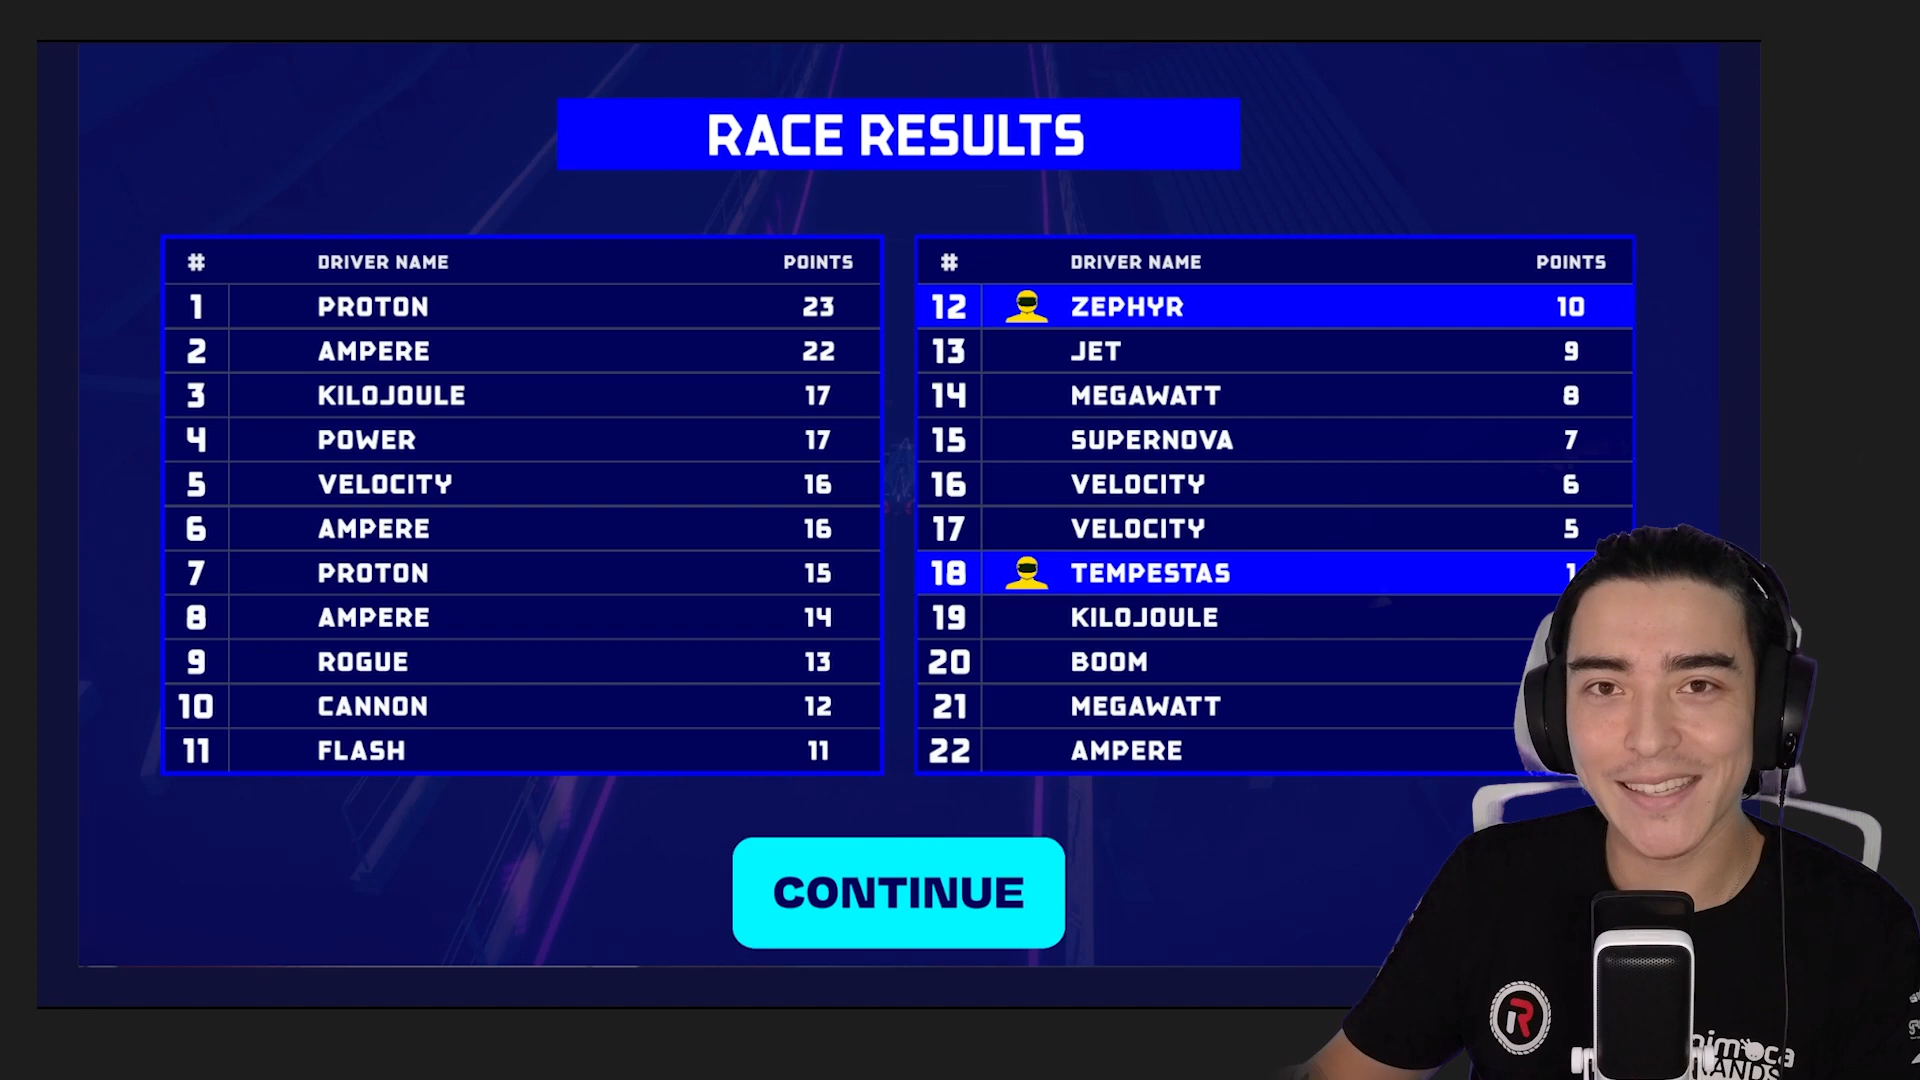 RACE RESULTS
# DRIVER NAME POINTS
1 PROTON 23
2 AMPERE 22
3 KILOJOULE 17
4 POWER 17
5 VELOCITY 16
6 AMPERE 16
7 PROTON 15
8 AMPERE 14
9 ROGUE 13
10 CANNON 12
11 FLASH 11
# DRIVER NAME POINTS
12 ZEPHYR 10
13 JET 9
14 MEGAWATT 8
15 SUPERNOVA 7
16 VELOCITY 6
17 VELOCITY 5
18 TEMPESTAS
19 KILOJOULE
20 BOOM
21 MEGAWATT
22 AMPERE
CONTINUE
R